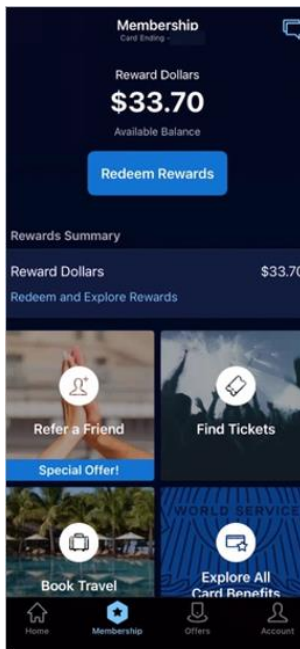 Membership
Card Ending -
Reward Dollars
$33.70
Available Balance
Redeem Rewards
Rewards Summary
Reward Dollars
$33.70
Redeem and Explore Rewards
Refer a Friend
Special Offer!
Find Tickets
WORLD SERVICE
Book Travel
Explore All
Card Benefits
Home
Membership
Offers
Account